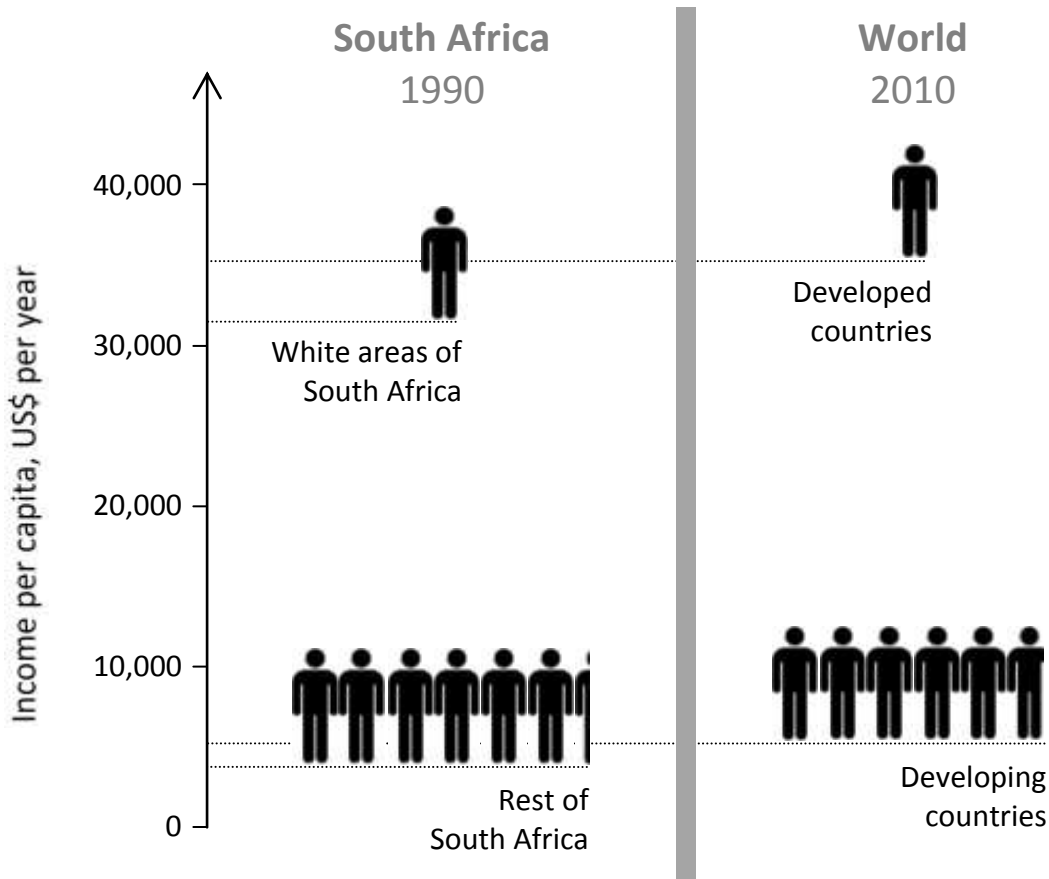 South Africa
1990
World
2010
Income per capita, US$ per year
40,000
30,000
20,000
10,000
0
White areas of
South Africa
Developed
countries
Rest of
South Africa
Developing
countries